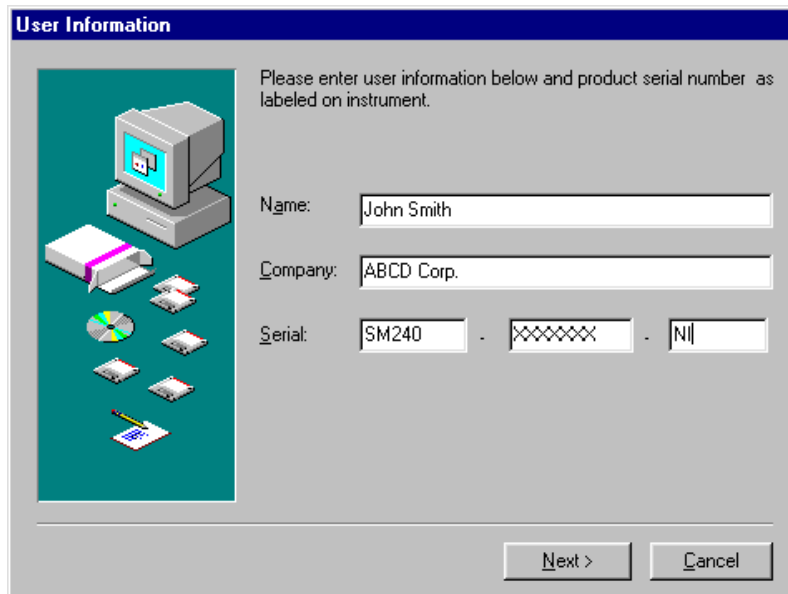 User Information
Please enter user information below and product serial number as
labeled on instrument.
Name: John Smith
Company: ABCD Corp.
Serial: SM240 - XXXXXXX - NI
Next > Cancel